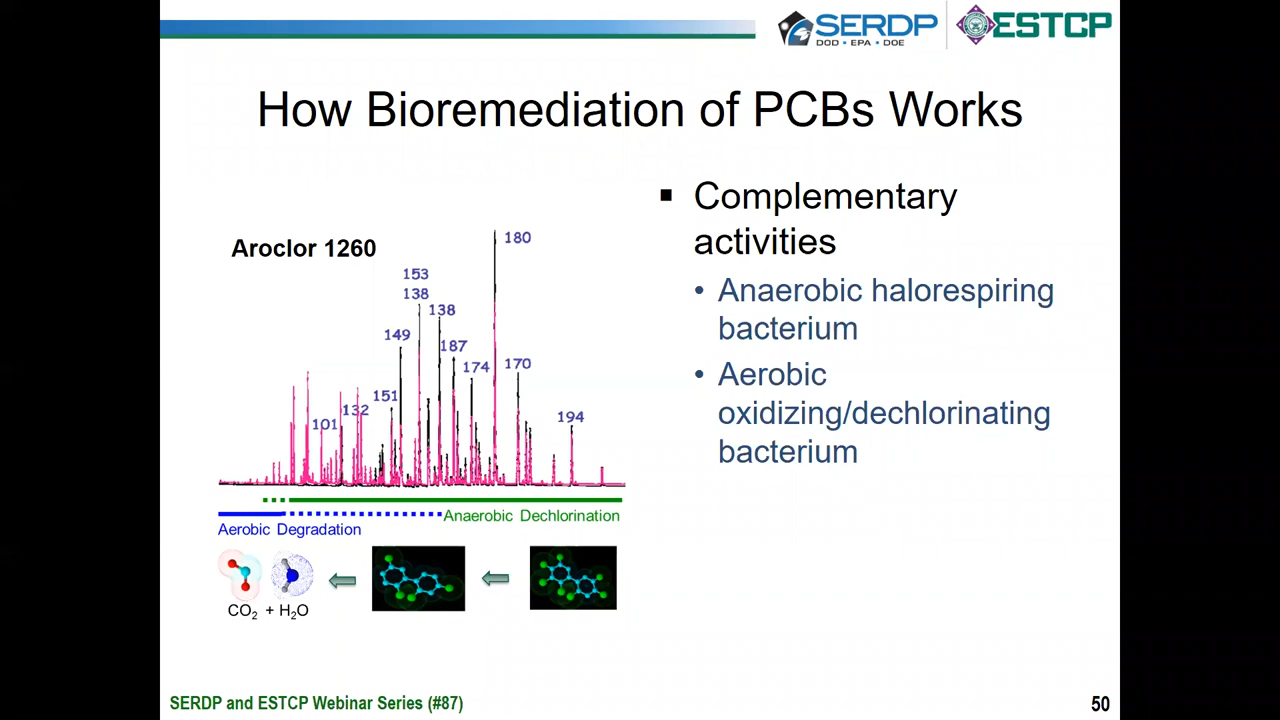 SERDP
DOD • EPA • DOE
ESTCP
How Bioremediation of PCBs Works
Aroclor 1260
180
153
138
138
149
187
174
170
151
132
101
194
Anaerobic Dechlorination
Aerobic Degradation
CO₂ + H₂O
▪ Complementary
activities
• Anaerobic halorespiring
bacterium
• Aerobic
oxidizing/dechlorinating
bacterium
SERDP and ESTCP Webinar Series (#87)
50